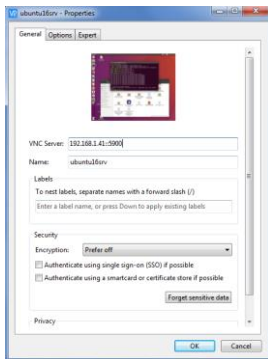 ubuntu16srv - Properties
General Options Expert
VNC Server: 192.168.1.41::5900
Name: ubuntu16srv
Labels
To nest labels, separate names with a forward slash (/)
Enter a label name, or press Down to apply existing labels
Security
Encryption: Prefer off
Authenticate using single sign-on (SSO) if possible
Authenticate using a smartcard or certificate store if possible
Forget sensitive data
Privacy
OK Cancel